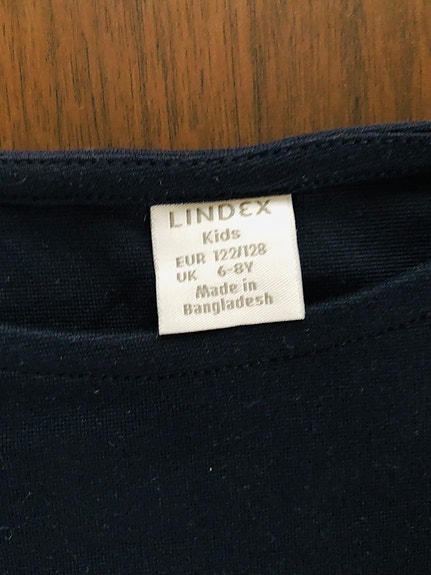 LINDEX
Kids
EUR 122/128
UK 6-8Y
Made in
Bangladesh